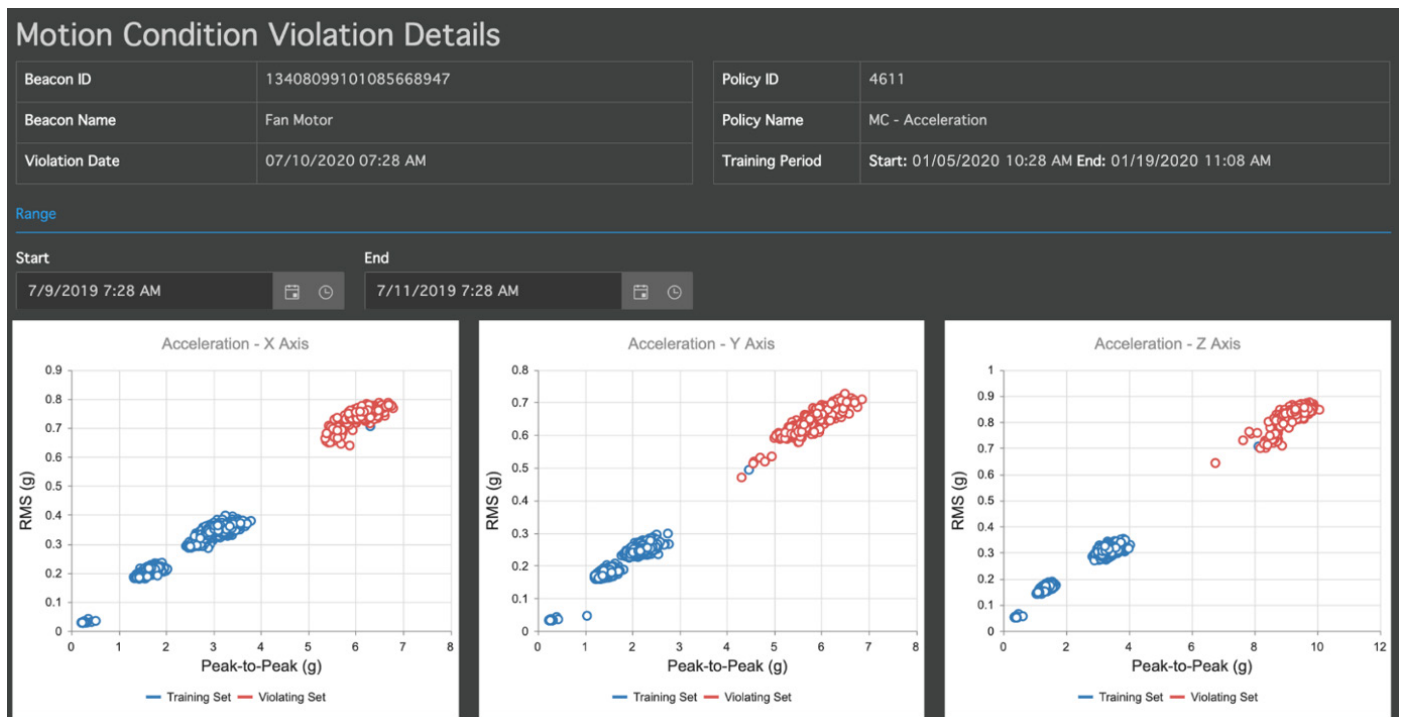 Motion Condition Violation Details
Beacon ID 13408099101085668947
Beacon Name Fan Motor
Violation Date 07/10/2020 07:28 AM
Policy ID 4611
Policy Name MC - Acceleration
Training Period Start: 01/05/2020 10:28 AM End: 01/19/2020 11:08 AM
Range
Start
7/9/2019 7:28 AM
End
7/11/2019 7:28 AM
Acceleration - X Axis
RMS (g)
0.9
0.8
0.7
0.6
0.5
0.4
0.3
0.2
0.1
0
0 1 2 3 4 5 6 7 8
Peak-to-Peak (g)
Training Set Violating Set
Acceleration - Y Axis
RMS (g)
0.8
0.7
0.6
0.5
0.4
0.3
0.2
0.1
0
0 1 2 3 4 5 6 7 8
Peak-to-Peak (g)
Training Set Violating Set
Acceleration - Z Axis
RMS (g)
1
0.9
0.8
0.7
0.6
0.5
0.4
0.3
0.2
0.1
0
0 2 4 6 8 10 12
Peak-to-Peak (g)
Training Set Violating Set